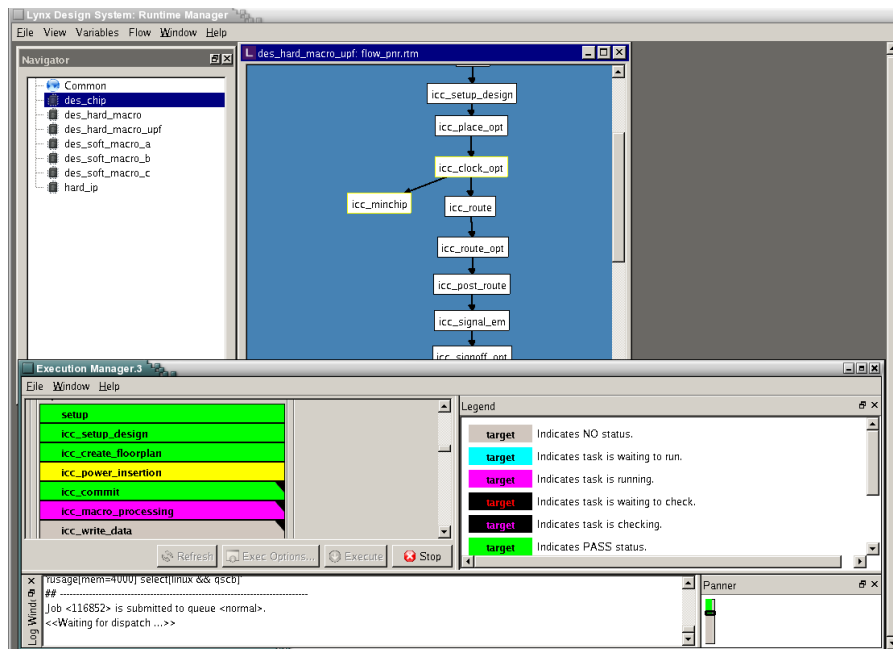 Lynx Design System: Runtime Manager
File View Variables Flow Window Help
Navigator
Common
des_chip
des_hard_macro
des_hard_macro_upf
des_soft_macro_a
des_soft_macro_b
des_soft_macro_c
hard_ip
L des_hard_macro_upf: flow_pnr.rtm
icc_setup_design
icc_place_opt
icc_clock_opt
icc_minchip
icc_route
icc_route_opt
icc_post_route
icc_signal_em
icc_signoff_opt
Execution Manager.3
File Window Help
setup
icc_setup_design
icc_create_floorplan
icc_power_insertion
icc_commit
icc_macro_processing
icc_write_data
Refresh Exec Options... Execute Stop
Legend
target Indicates NO status.
target Indicates task is waiting to run.
target Indicates task is running.
target Indicates task is waiting to check.
target Indicates task is checking.
target Indicates PASS status.
Log Wind
rusage[mem=4000] select[linux && qscb]'
## ----------------------------------------------------------------
Job <116852> is submitted to queue <normal>.
<<Waiting for dispatch ...>>
Panner